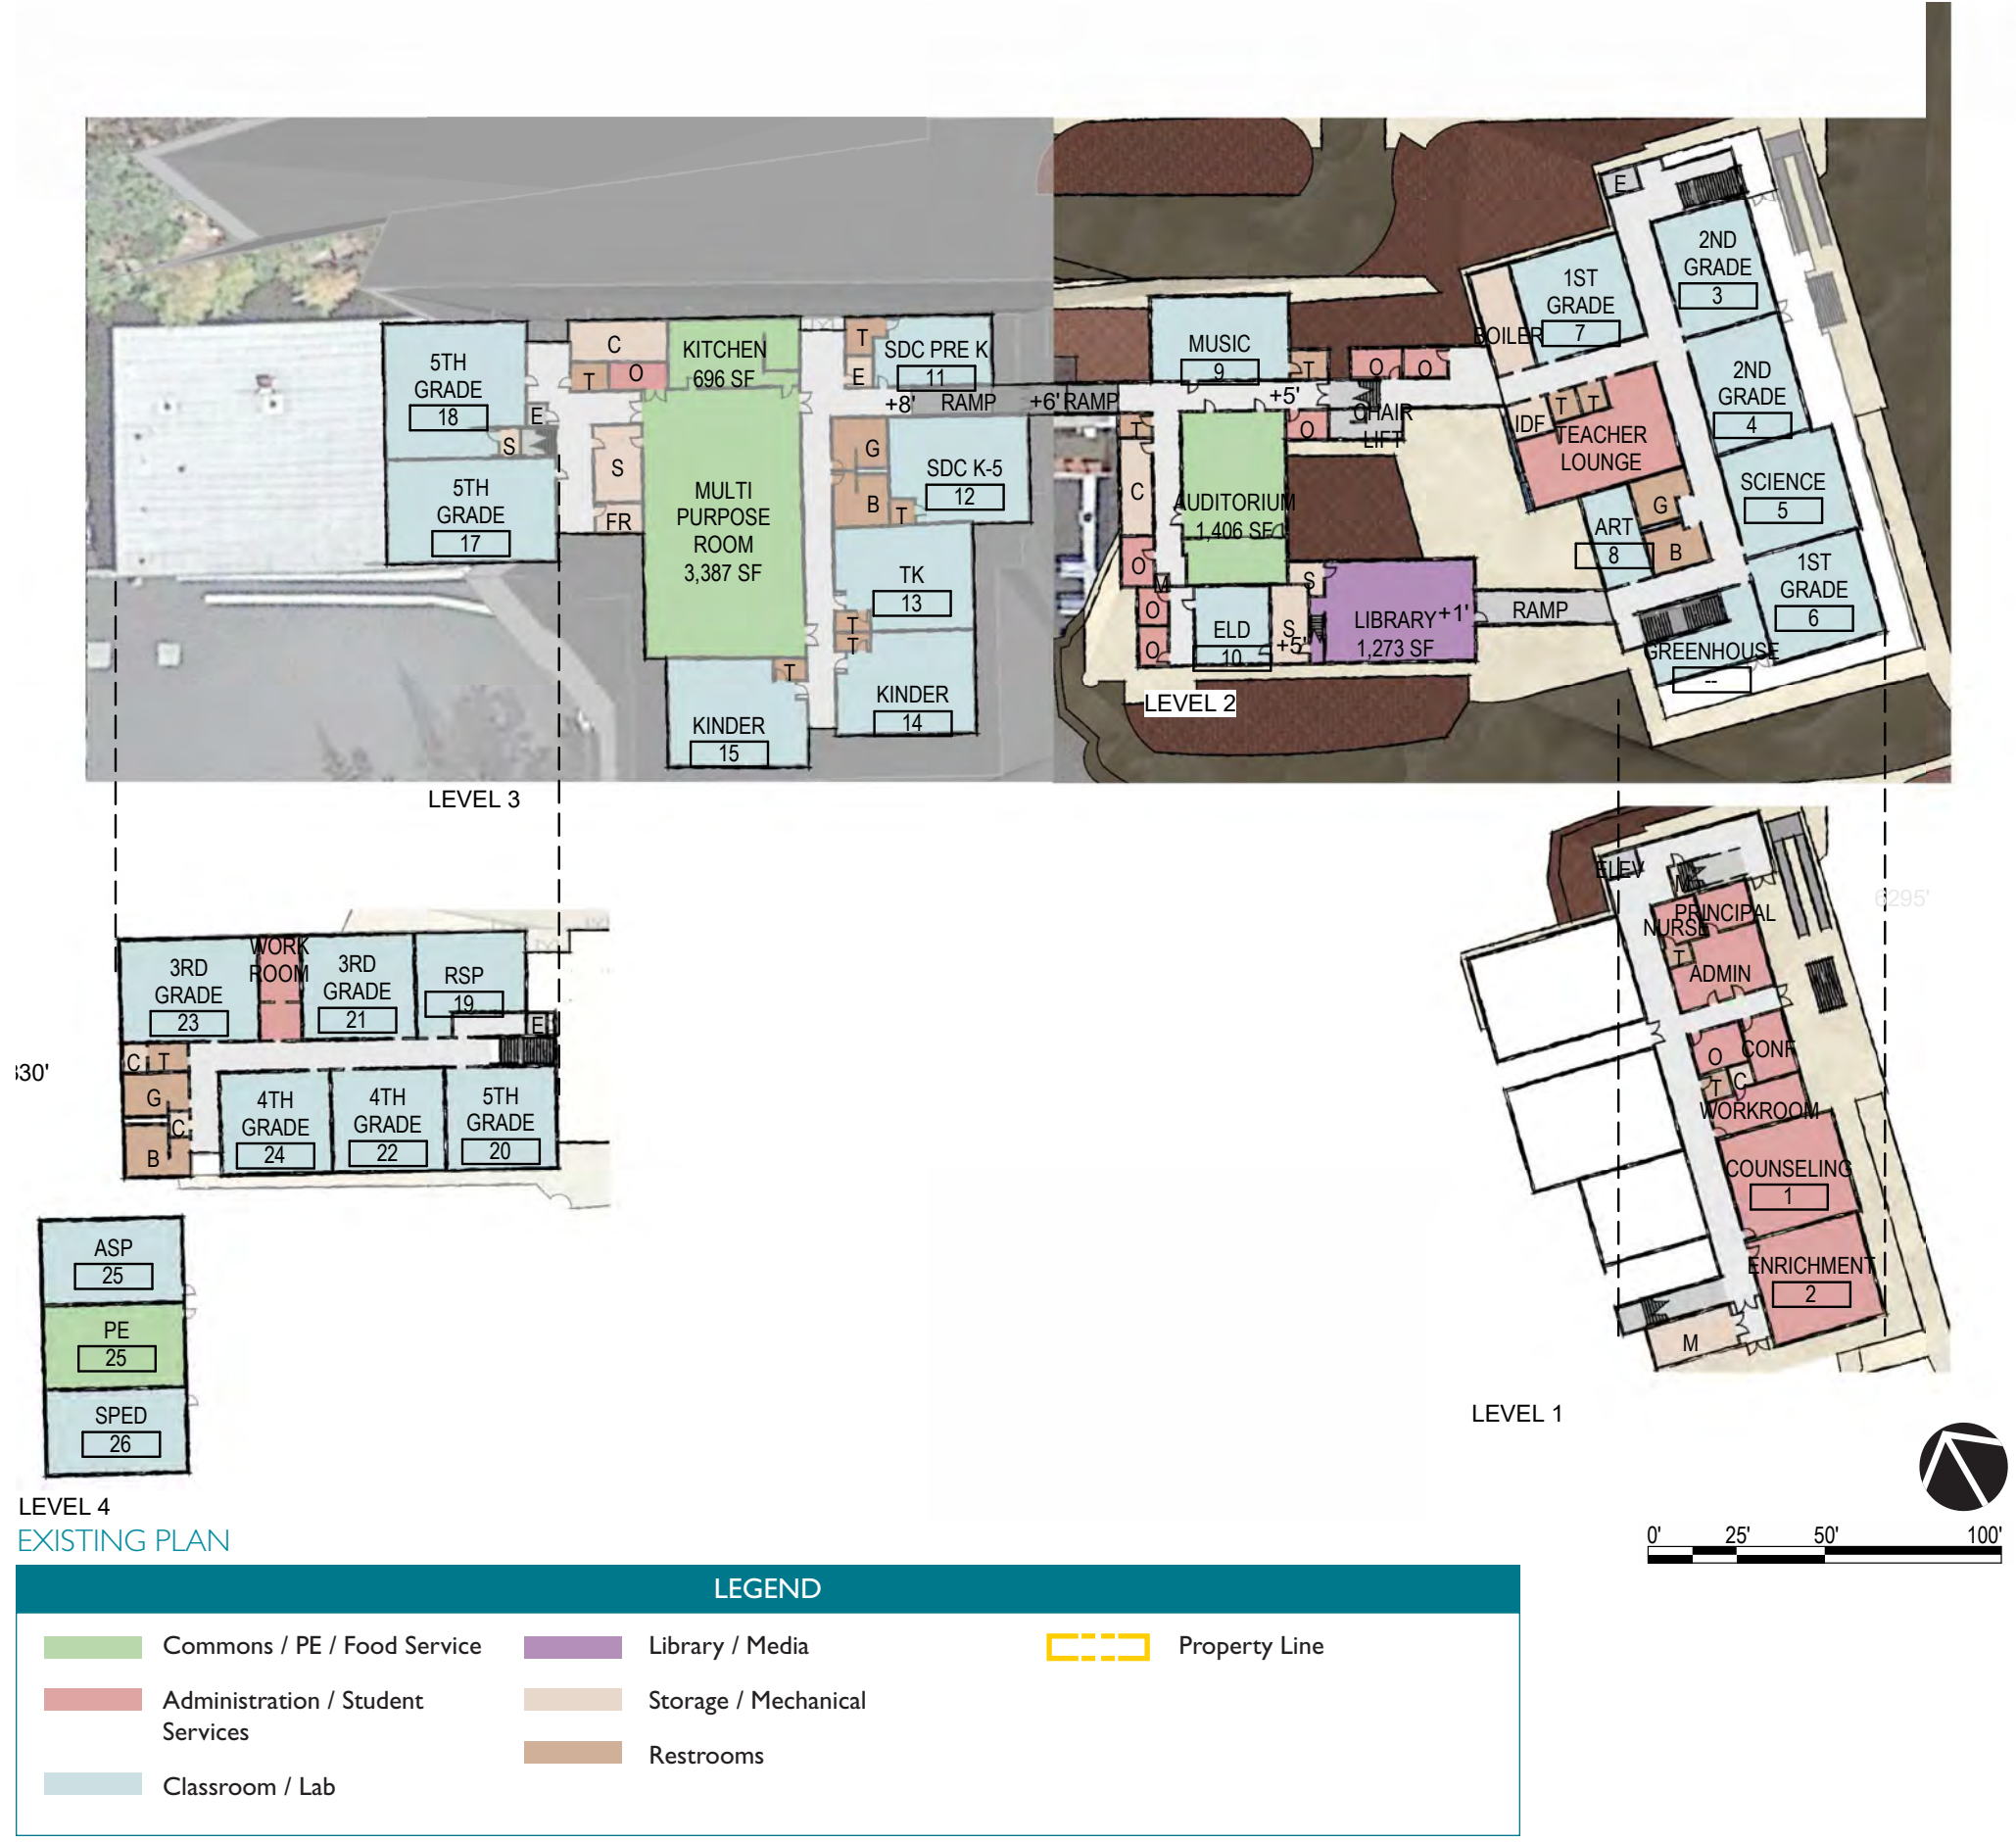 E
2ND
GRADE
3
1ST
GRADE
7
BOILER
2ND
GRADE
4
IDF
T
T
TEACHER
LOUNGE
SCIENCE
5
G
ART
8
B
1ST
GRADE
6
GREENHOUSE
--
5TH
GRADE
18
C
T
O
KITCHEN
696 SF
T
E
SDC PRE K
11
E
S
S
+8'
RAMP
+6'
RAMP
G
SDC K-5
12
B
T
5TH
GRADE
17
FR
MULTI
PURPOSE
ROOM
3,387 SF
TK
13
T
T
T
KINDER
15
KINDER
14
MUSIC
9
T
O
O
+5'
CHAIR
LIFT
O
T
C
AUDITORIUM
1,406 SF
O
M
O
O
ELD
10
S
S
+5'
LIBRARY
+1'
1,273 SF
RAMP
LEVEL 2
LEVEL 3
ELEV
M
PRINCIPAL
NURSE
T
ADMIN
6295'
O
CONF
T
C
WORKROOM
COUNSELING
1
ENRICHMENT
2
M
LEVEL 1
3RD
GRADE
23
WORK
ROOM
3RD
GRADE
21
RSP
19
E
C
T
30'
G
C
B
4TH
GRADE
24
4TH
GRADE
22
5TH
GRADE
20
ASP
25
PE
25
SPED
26
LEVEL 4
EXISTING PLAN
0' 25' 50' 100'
LEGEND
Commons / PE / Food Service
Administration / Student
Services
Classroom / Lab
Library / Media
Storage / Mechanical
Restrooms
Property Line